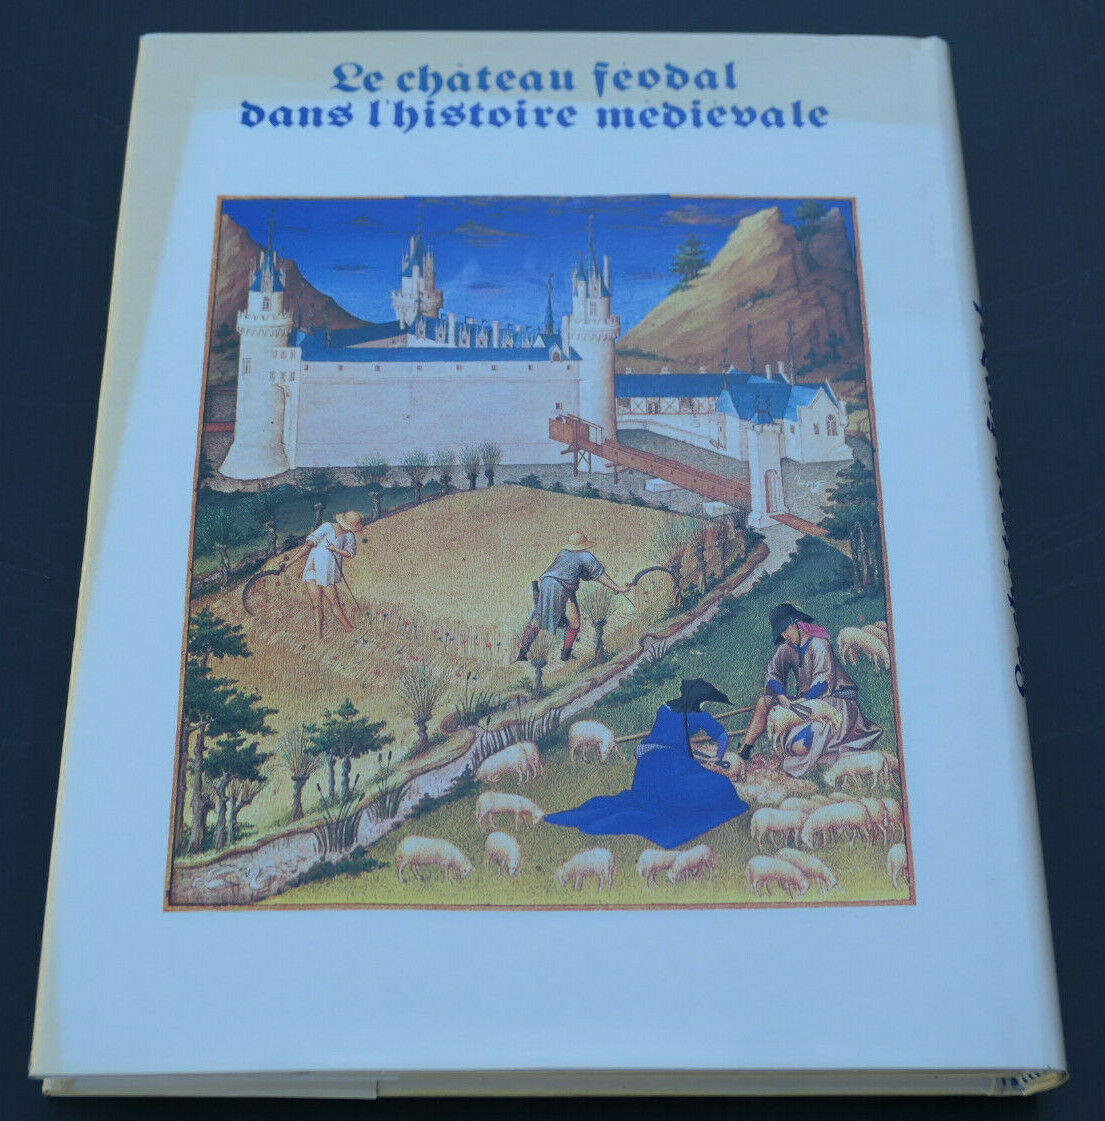 Le château féodal
dans l'histoire médiévale